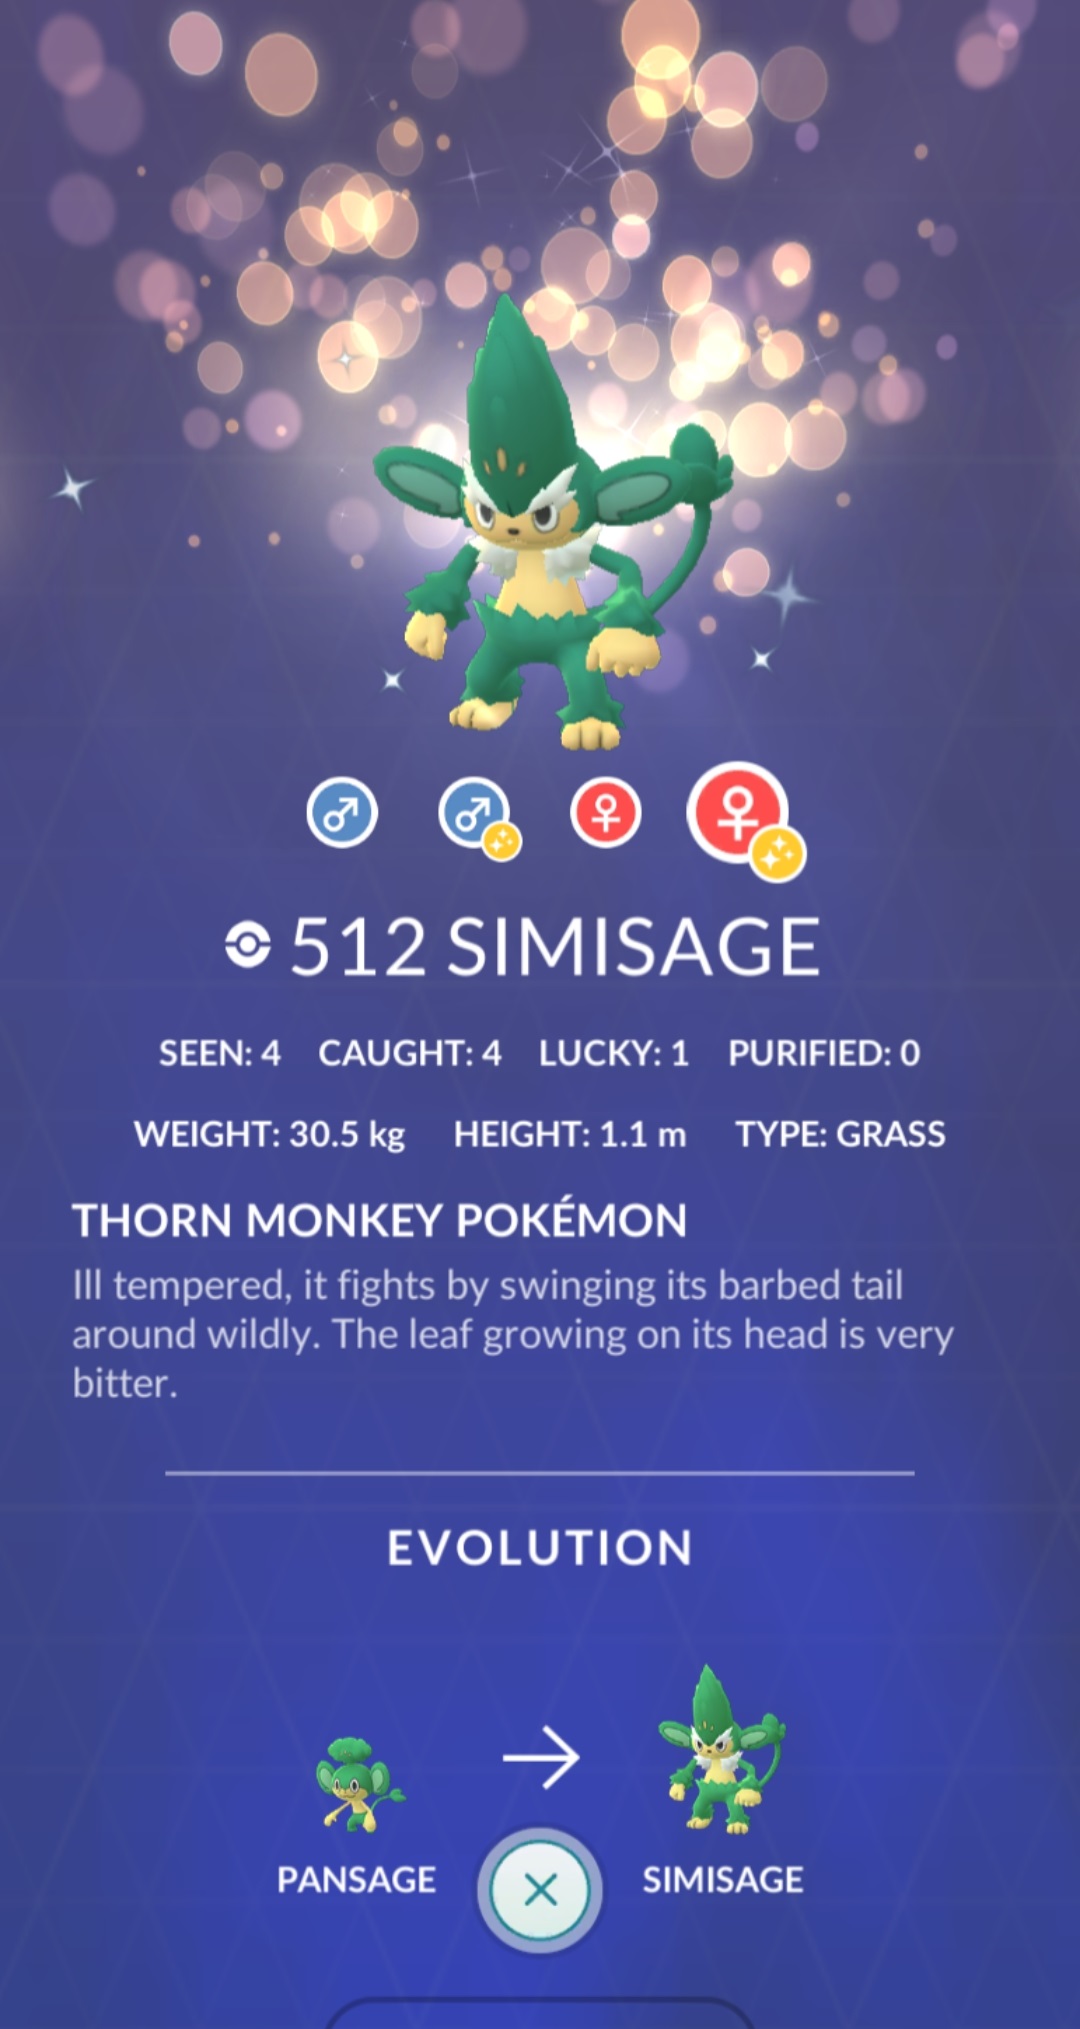 512 SIMISAGE
SEEN: 4 CAUGHT: 4 LUCKY: 1 PURIFIED: 0
WEIGHT: 30.5 kg HEIGHT: 1.1 m TYPE: GRASS
THORN MONKEY POKÉMON
Ill tempered, it fights by swinging its barbed tail
around wildly. The leaf growing on its head is very
bitter.
EVOLUTION
PANSAGE SIMISAGE